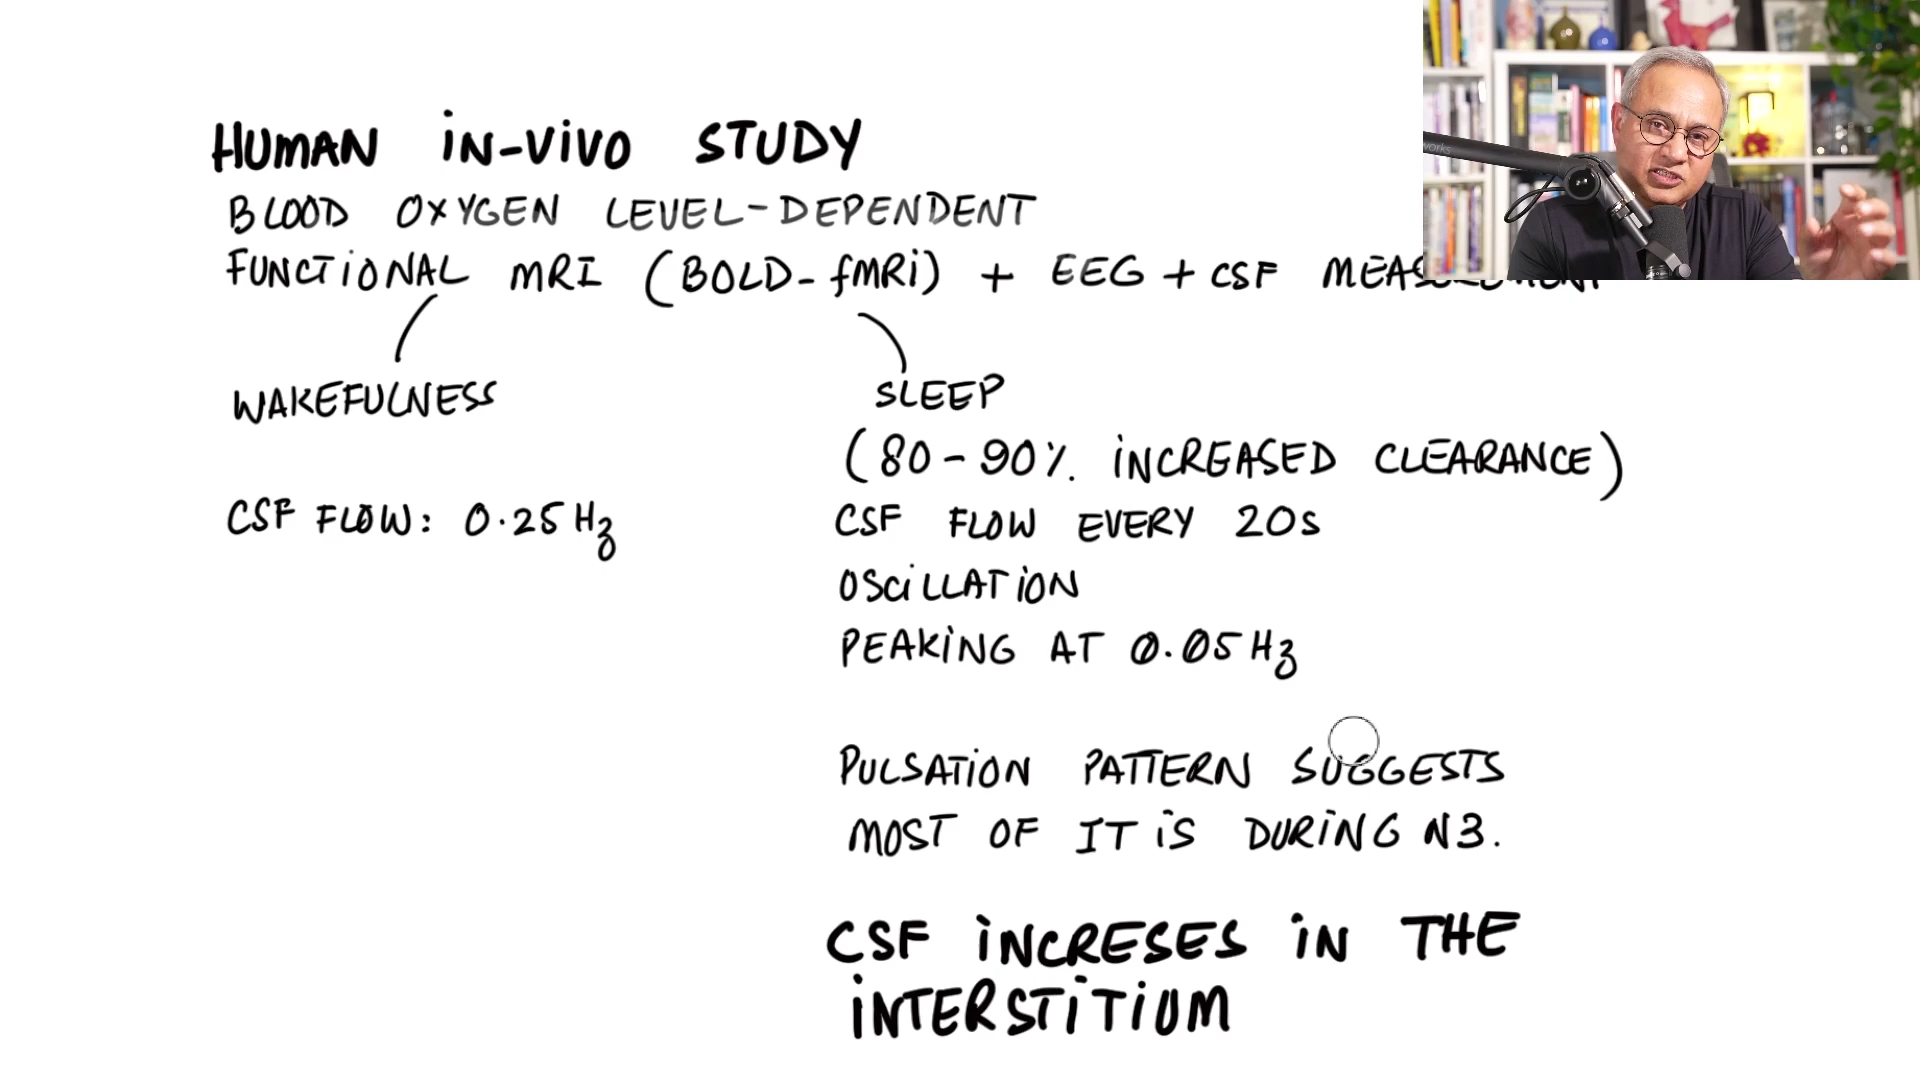 HUMAN IN-VIVO STUDY
BLOOD OXYGEN LEVEL-DEPENDENT
FUNCTIONAL MRI (BOLD-fMRi) + EEG + CSF MEASUREMENT
WAKEFULNESS
SLEEP
(80-90% INCREASED CLEARANCE)
CSF FLOW: 0.25 Hz
CSF FLOW EVERY 20s
OSCILLATION
PEAKING AT 0.05 Hz
PULSATION PATTERN SUGGESTS
MOST OF IT IS DURING N3.
CSF INCRESES IN THE
INTERSTITIUM